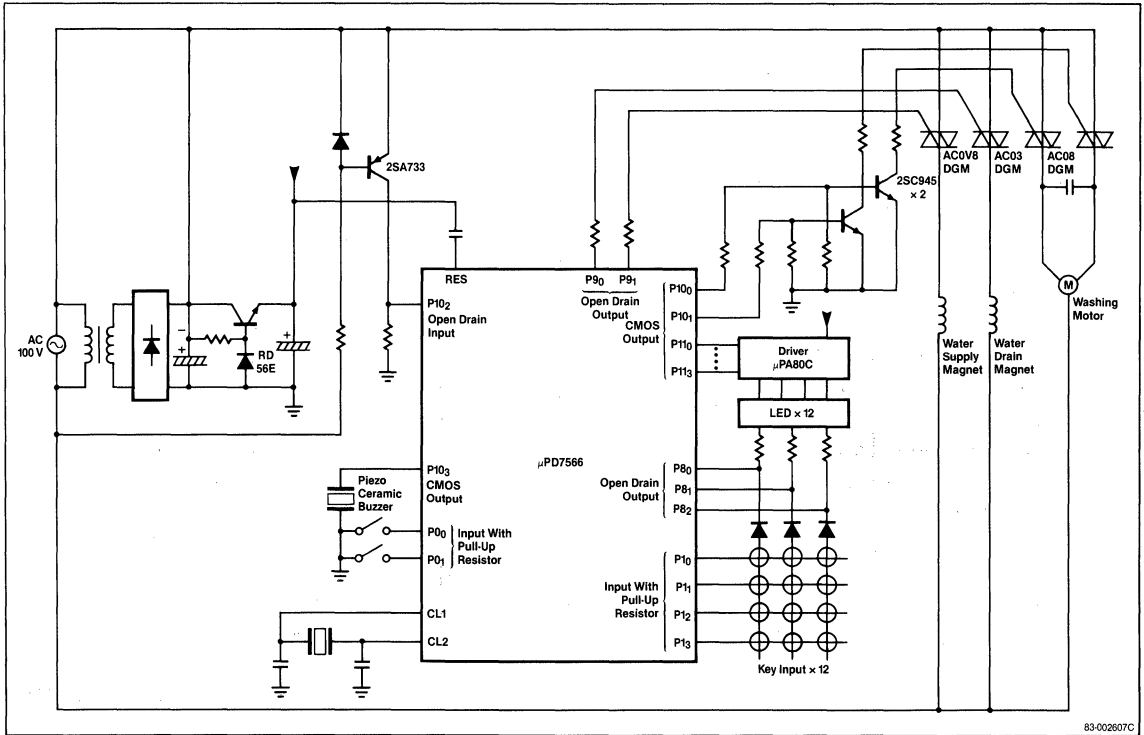 2SA733
AC0V8
DGM
AC03
DGM
AC08
DGM
2SC945
× 2
RES
P9₀
P9₁
Open Drain
Output
P10₂
Open Drain
Input
P10₀
P10₁
CMOS
Output
P11₀
P11₃
Driver
μPA80C
LED × 12
M
Washing
Motor
Water
Supply
Magnet
Water
Drain
Magnet
AC
100 V
−
+
+
RD
56E
μPD7566
P10₃
CMOS
Output
Piezo
Ceramic
Buzzer
P0₀
P0₁
Input With
Pull-Up
Resistor
CL1
CL2
Open Drain
Output
P8₀
P8₁
P8₂
Input With
Pull-Up
Resistor
P1₀
P1₁
P1₂
P1₃
Key Input × 12
83-002607C